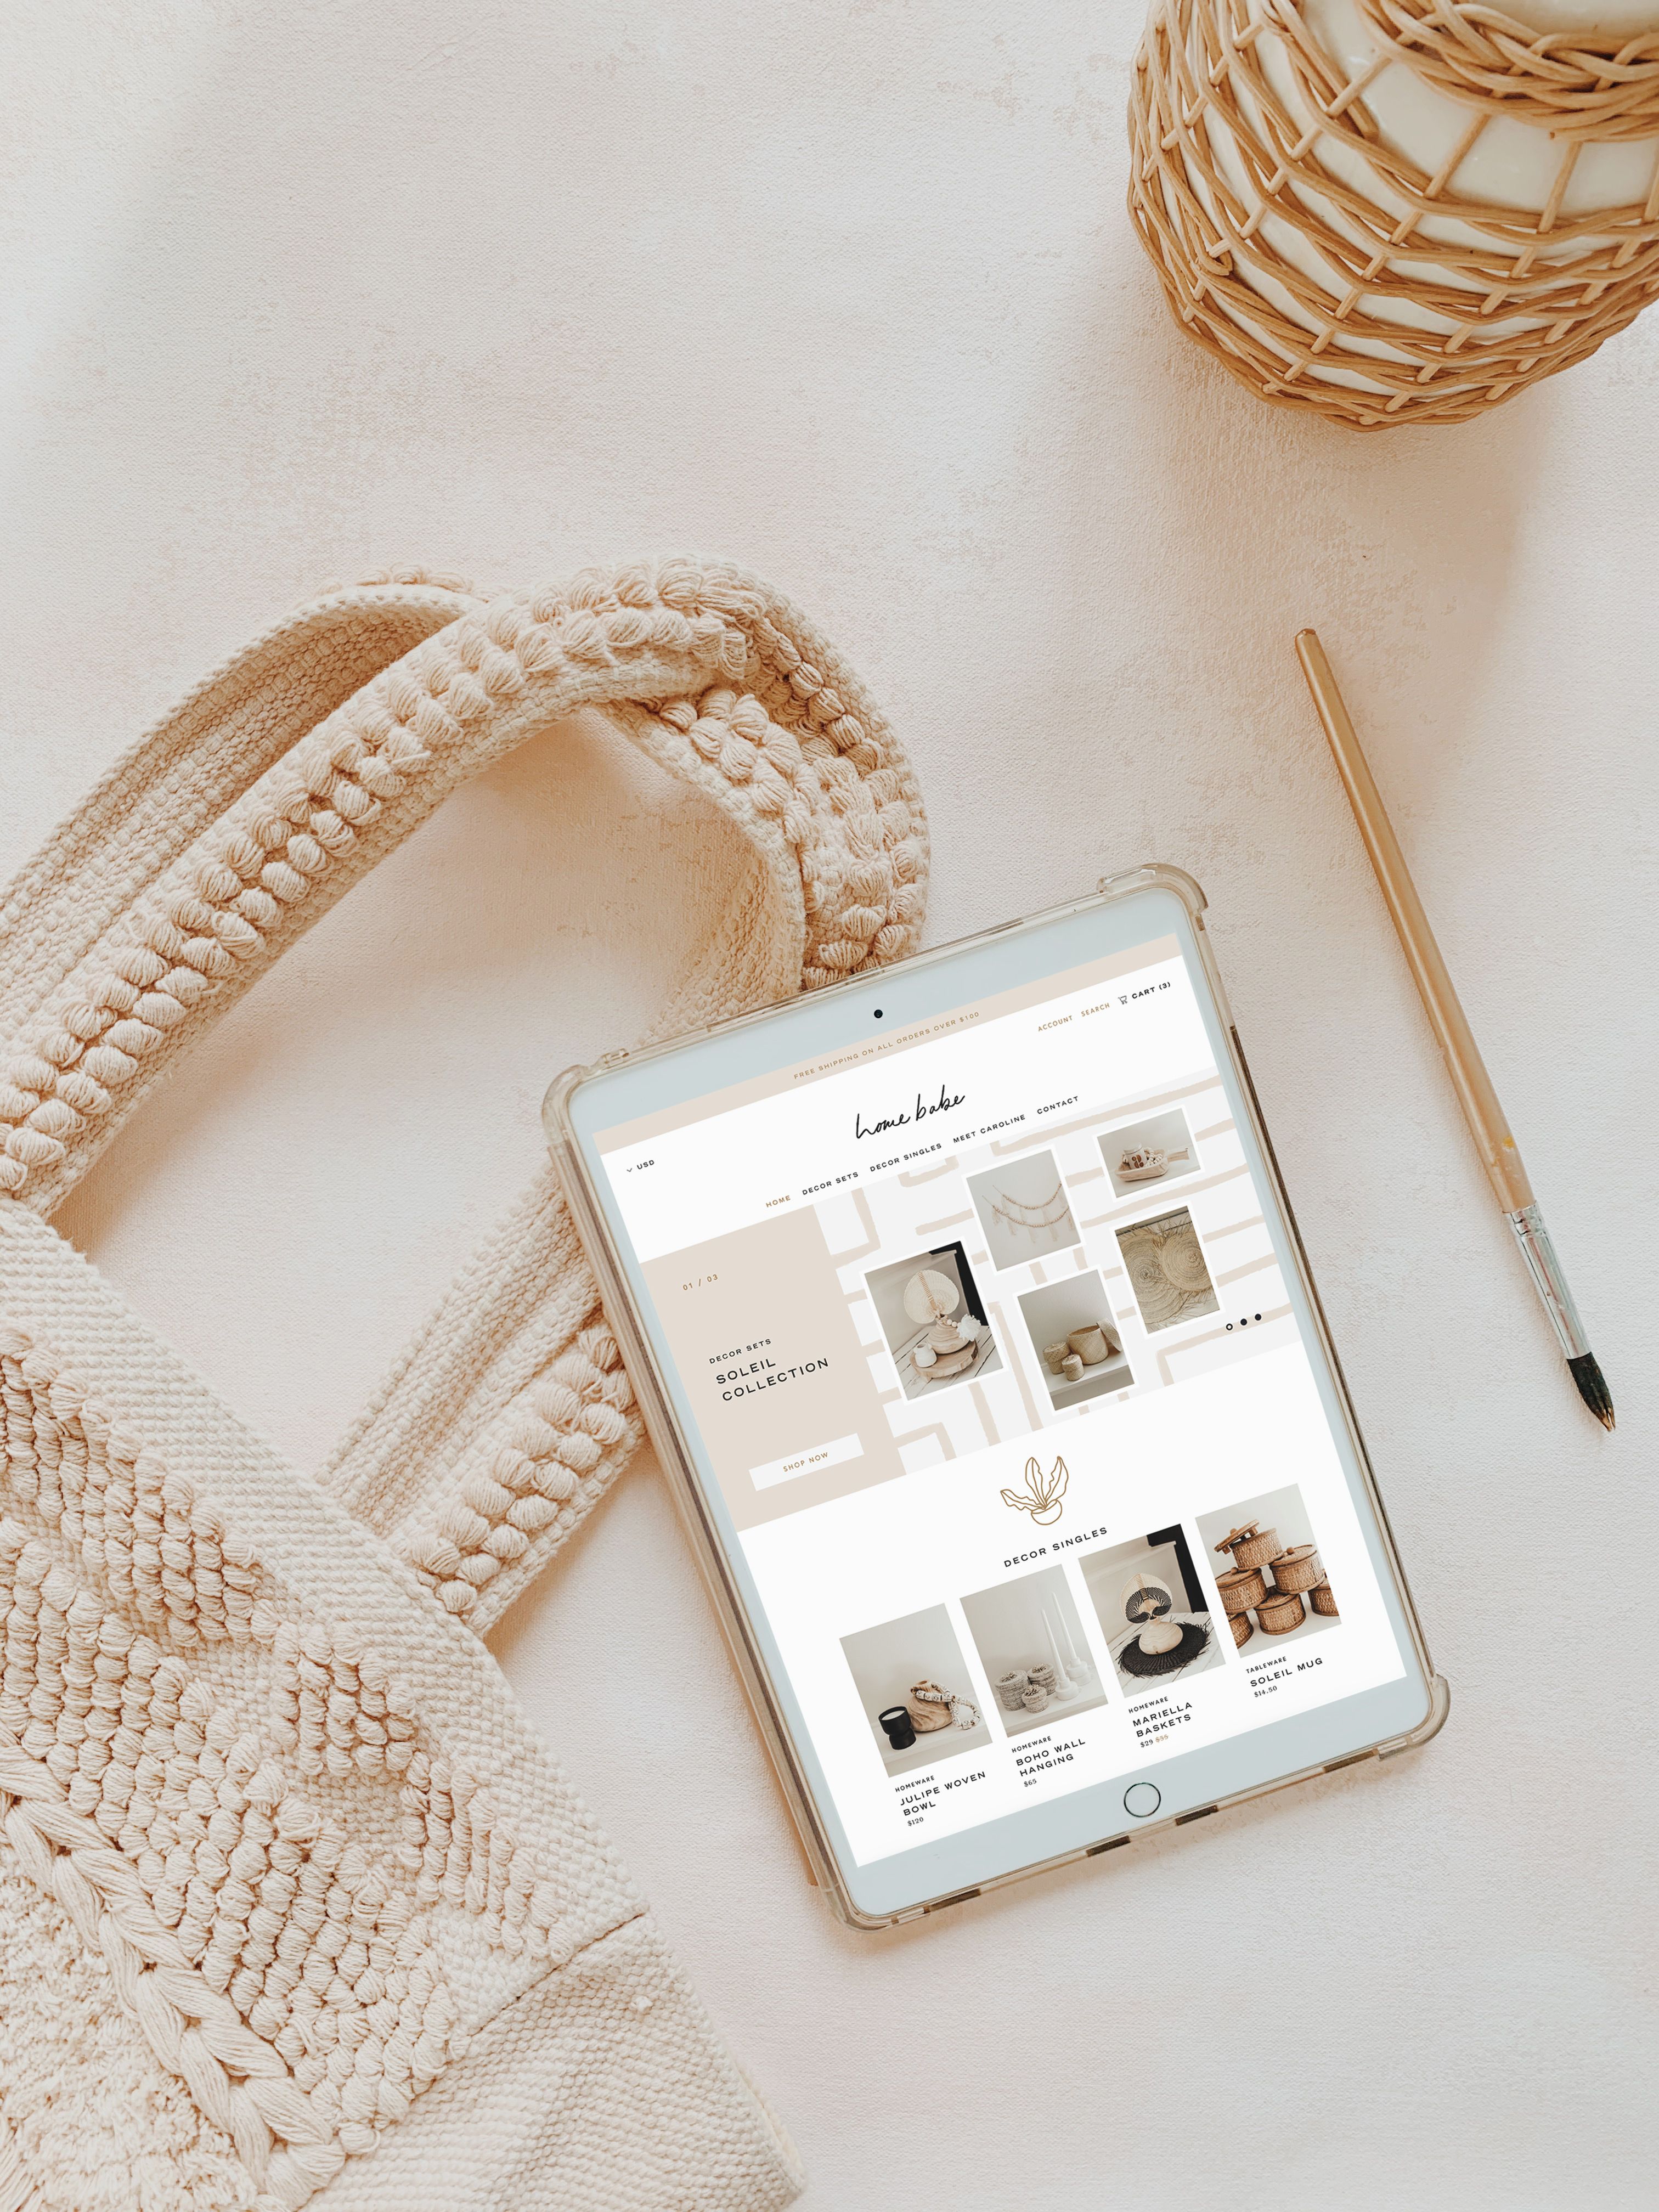 FREE SHIPPING ON ALL ORDERS OVER $100
USD
ACCOUNT SEARCH CART (3)
home babe
HOME DECOR SETS DECOR SINGLES MEET CAROLINE CONTACT
01 / 03
DECOR SETS
SOLEIL
COLLECTION
SHOP NOW
DECOR SINGLES
HOMEWARE
JULIPE WOVEN
BOWL
$120
HOMEWARE
BOHO WALL
HANGING
$65
HOMEWARE
MARIELLA
BASKETS
$29 $35
TABLEWARE
SOLEIL MUG
$14.50